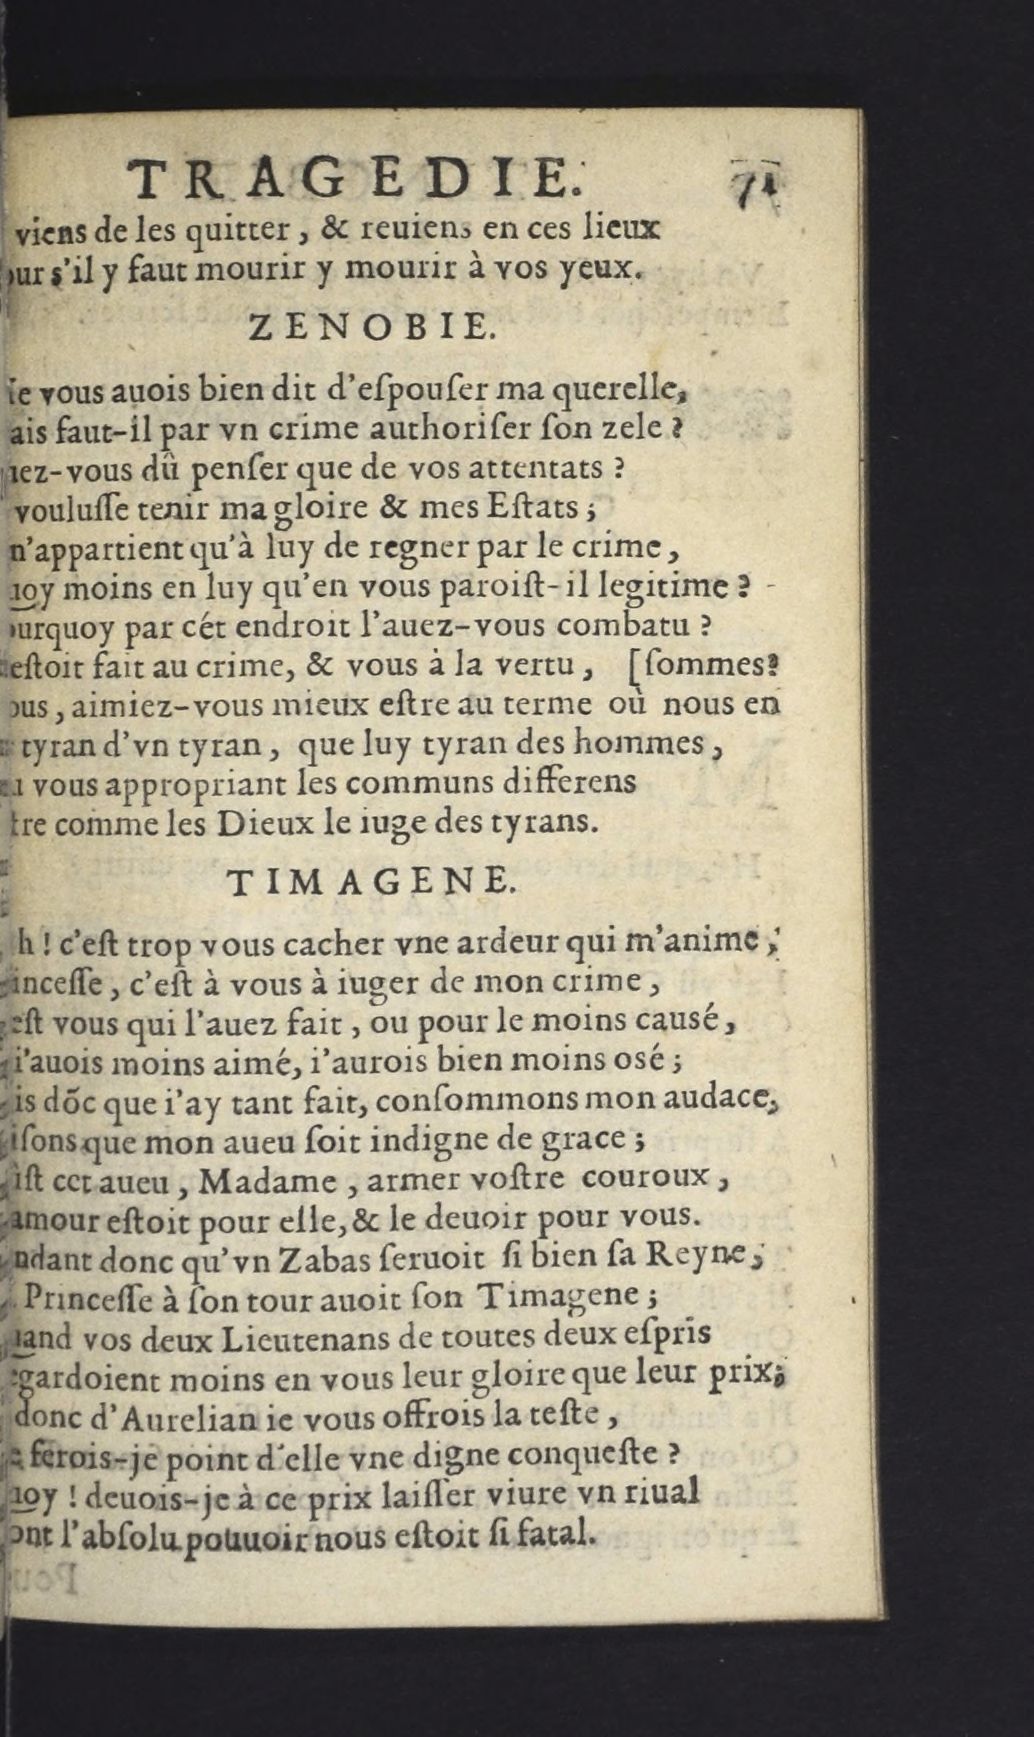 TRAGEDIE. 71
viens de les quitter, & reuiens en ces lieux
our s'il y faut mourir y mourir à vos yeux.
ZENOBIE.
Ie vous auois bien dit d'eſpouſer ma querelle,
ais faut-il par vn crime authoriſer ſon zele?
iez-vous dû penſer que de vos attentats?
vouluſſe tenir ma gloire & mes Eſtats;
n'appartient qu'à luy de regner par le crime,
uoy moins en luy qu'en vous paroiſt-il legitime?
ourquoy par cét endroit l'auez-vous combatu?
eſtoit fait au crime, & vous à la vertu, [ſommes?
ous, aimiez-vous mieux eſtre au terme où nous en
tyran d'vn tyran, que luy tyran des hommes,
vous appropriant les communs differens
tre comme les Dieux le iuge des tyrans.
TIMAGENE.
h! c'eſt trop vous cacher vne ardeur qui m'anime,
inceſſe, c'eſt à vous à iuger de mon crime,
eſt vous qui l'auez fait, ou pour le moins causé,
i'auois moins aimé, i'aurois bien moins osé;
is dõc que i'ay tant fait, conſommons mon audace,
iſons que mon aueu ſoit indigne de grace;
iſt cet aueu, Madame, armer voſtre couroux,
amour eſtoit pour elle, & le deuoir pour vous.
ndant donc qu'vn Zabas ſeruoit ſi bien ſa Reyne,
Princeſſe à ſon tour auoit ſon Timagene;
uand vos deux Lieutenans de toutes deux eſpris
egardoient moins en vous leur gloire que leur prix;
donc d'Aurelian ie vous offrois la teſte,
e ferois-je point d'elle vne digne conqueſte?
uoy! deuois-je à ce prix laiſſer viure vn riual
ont l'abſolu pouuoir nous eſtoit ſi fatal.